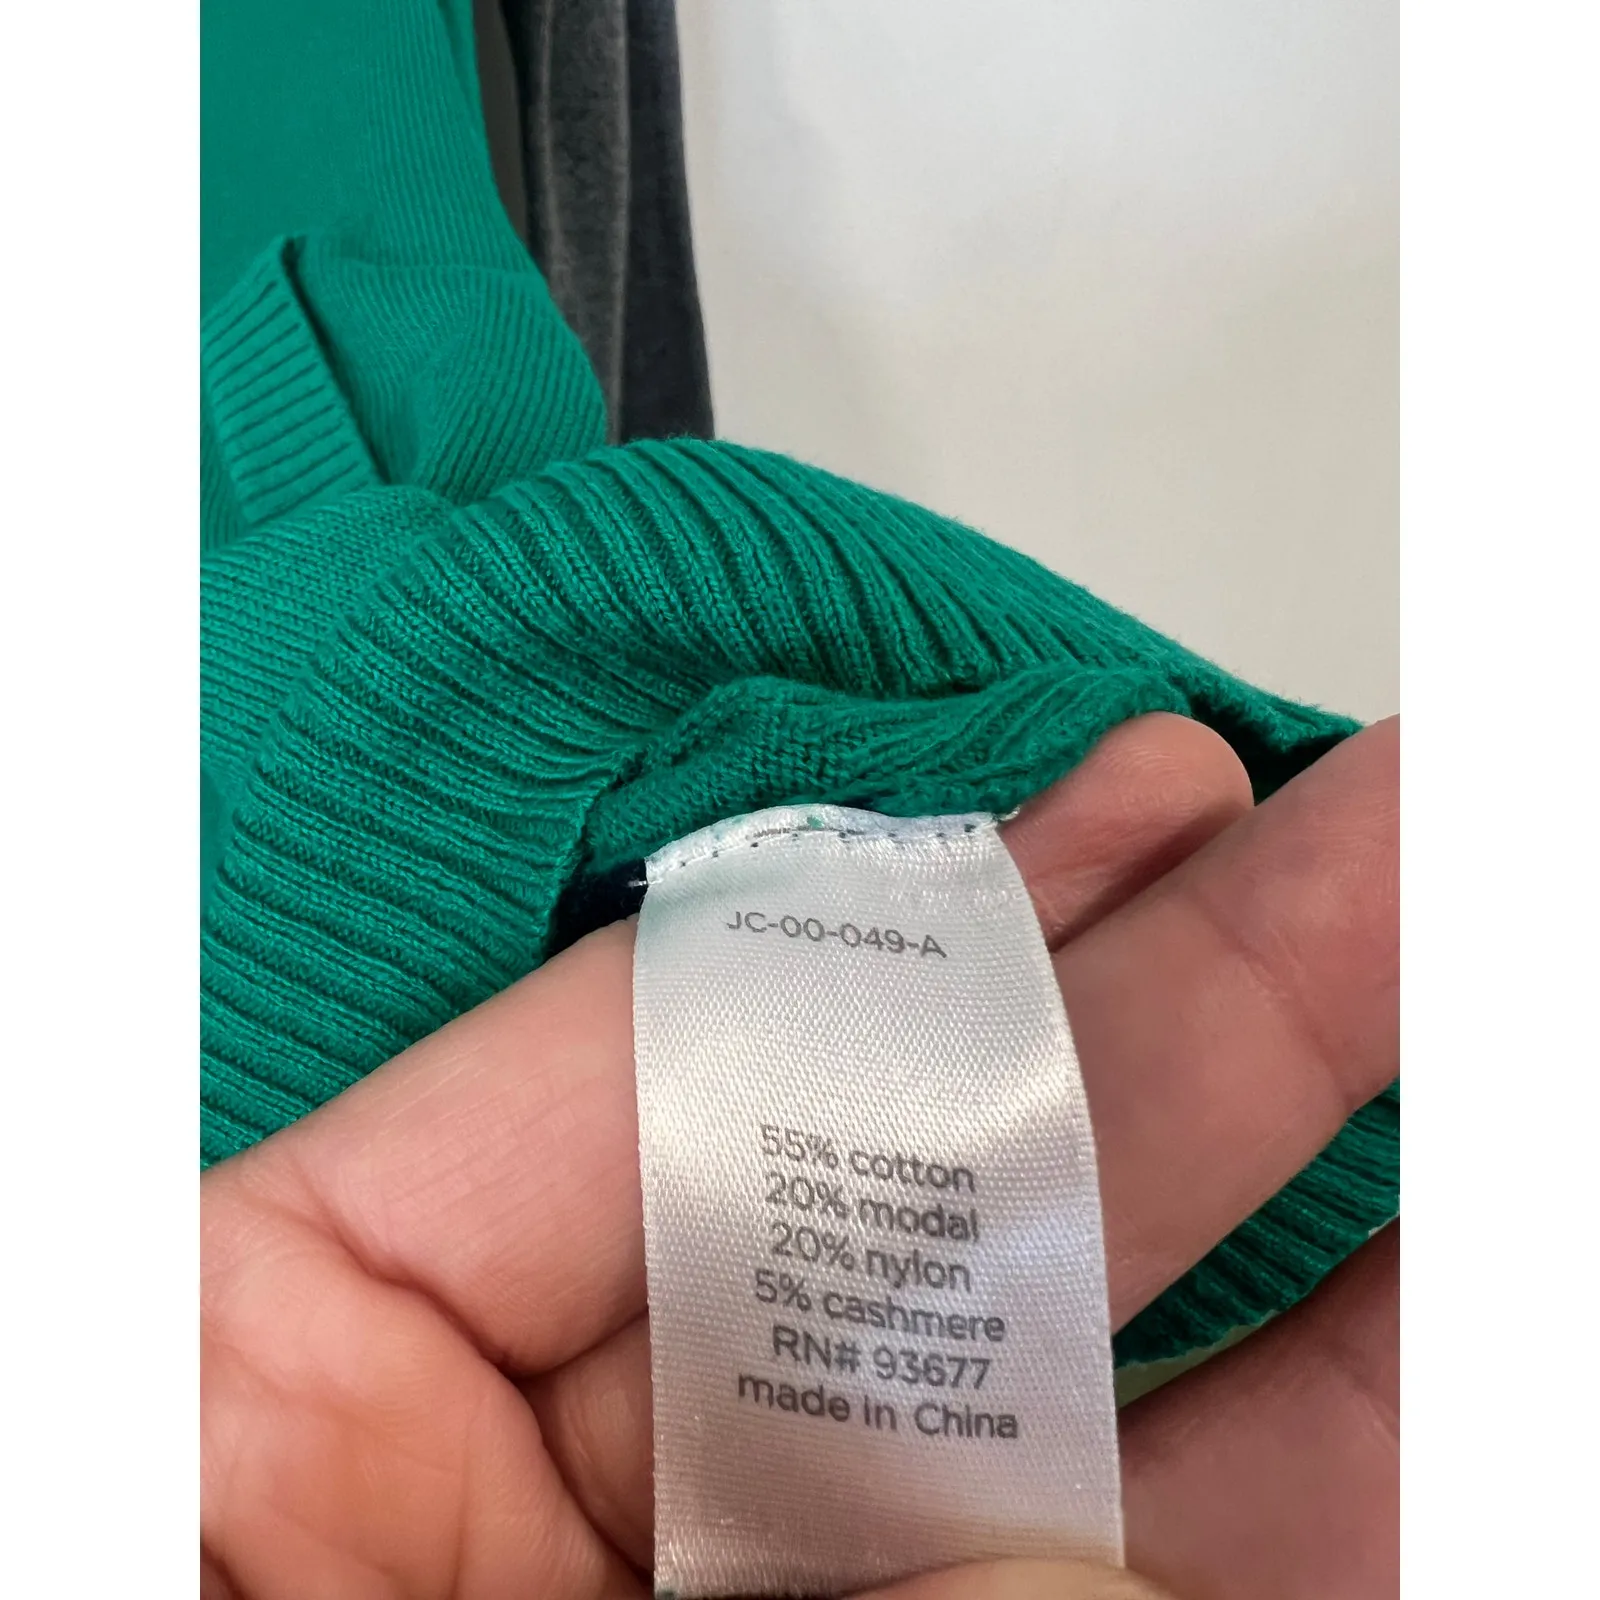 JC-00-049-A
55% cotton
20% modal
20% nylon
5% cashmere
RN# 93677
made in China